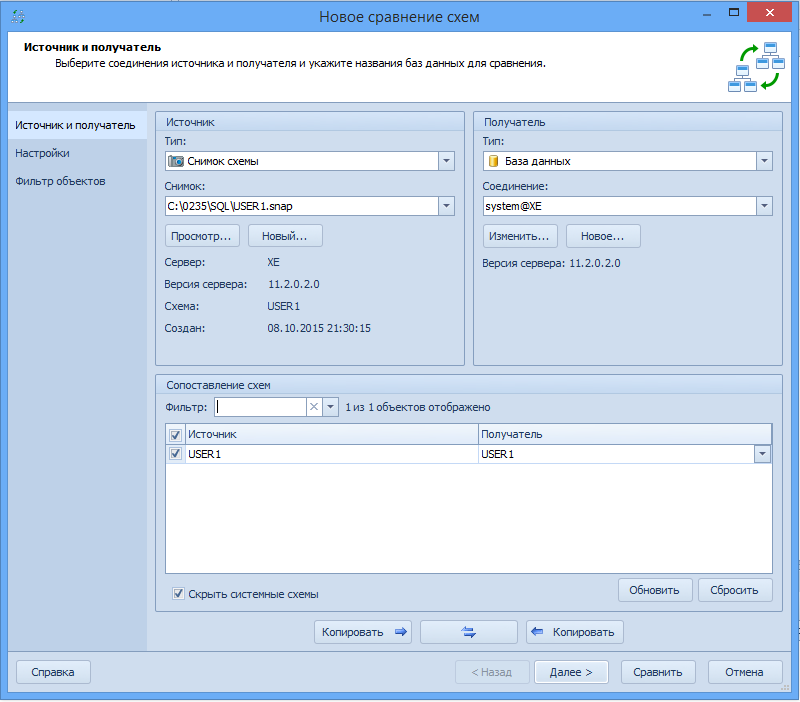 Новое сравнение схем
Источник и получатель
Выберите соединения источника и получателя и укажите названия баз данных для сравнения.
Источник и получатель
Настройки
Фильтр объектов
Источник
Тип:
Снимок схемы
Снимок:
C:\0235\SQL\USER1.snap
Просмотр... Новый...
Сервер: XE
Версия сервера: 11.2.0.2.0
Схема: USER1
Создан: 08.10.2015 21:30:15
Получатель
Тип:
База данных
Соединение:
system@XE
Изменить... Новое...
Версия сервера: 11.2.0.2.0
Сопоставление схем
Фильтр: 1 из 1 объектов отображено
Источник Получатель
USER1 USER1
Скрыть системные схемы
Обновить Сбросить
Копировать Копировать
Справка < Назад Далее > Сравнить Отмена